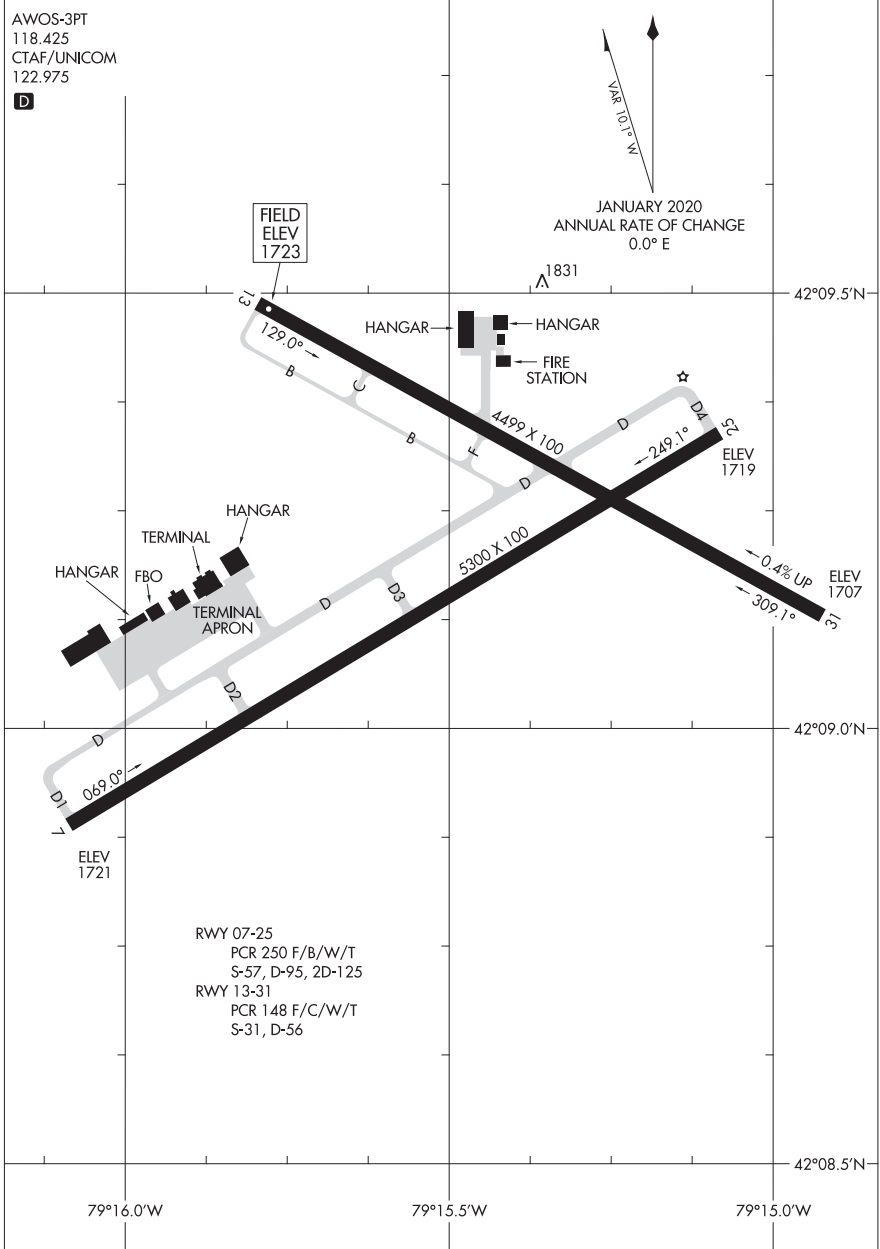 AWOS-3PT
118.425
CTAF/UNICOM
122.975
D
VAR 10.1° W
JANUARY 2020
ANNUAL RATE OF CHANGE
0.0° E
FIELD
ELEV
1723
1831
42°09.5'N
13
129.0°
HANGAR
HANGAR
FIRE
STATION
B
C
B
F
4499 X 100
D
D4
25
249.1°
ELEV
1719
D
HANGAR
TERMINAL
HANGAR
FBO
TERMINAL
APRON
5300 X 100
0.4% UP
309.1°
ELEV
1707
31
D3
D
D2
42°09.0'N
D
069.0°
D1
7
ELEV
1721
RWY 07-25
PCR 250 F/B/W/T
S-57, D-95, 2D-125
RWY 13-31
PCR 148 F/C/W/T
S-31, D-56
42°08.5'N
79°16.0'W
79°15.5'W
79°15.0'W